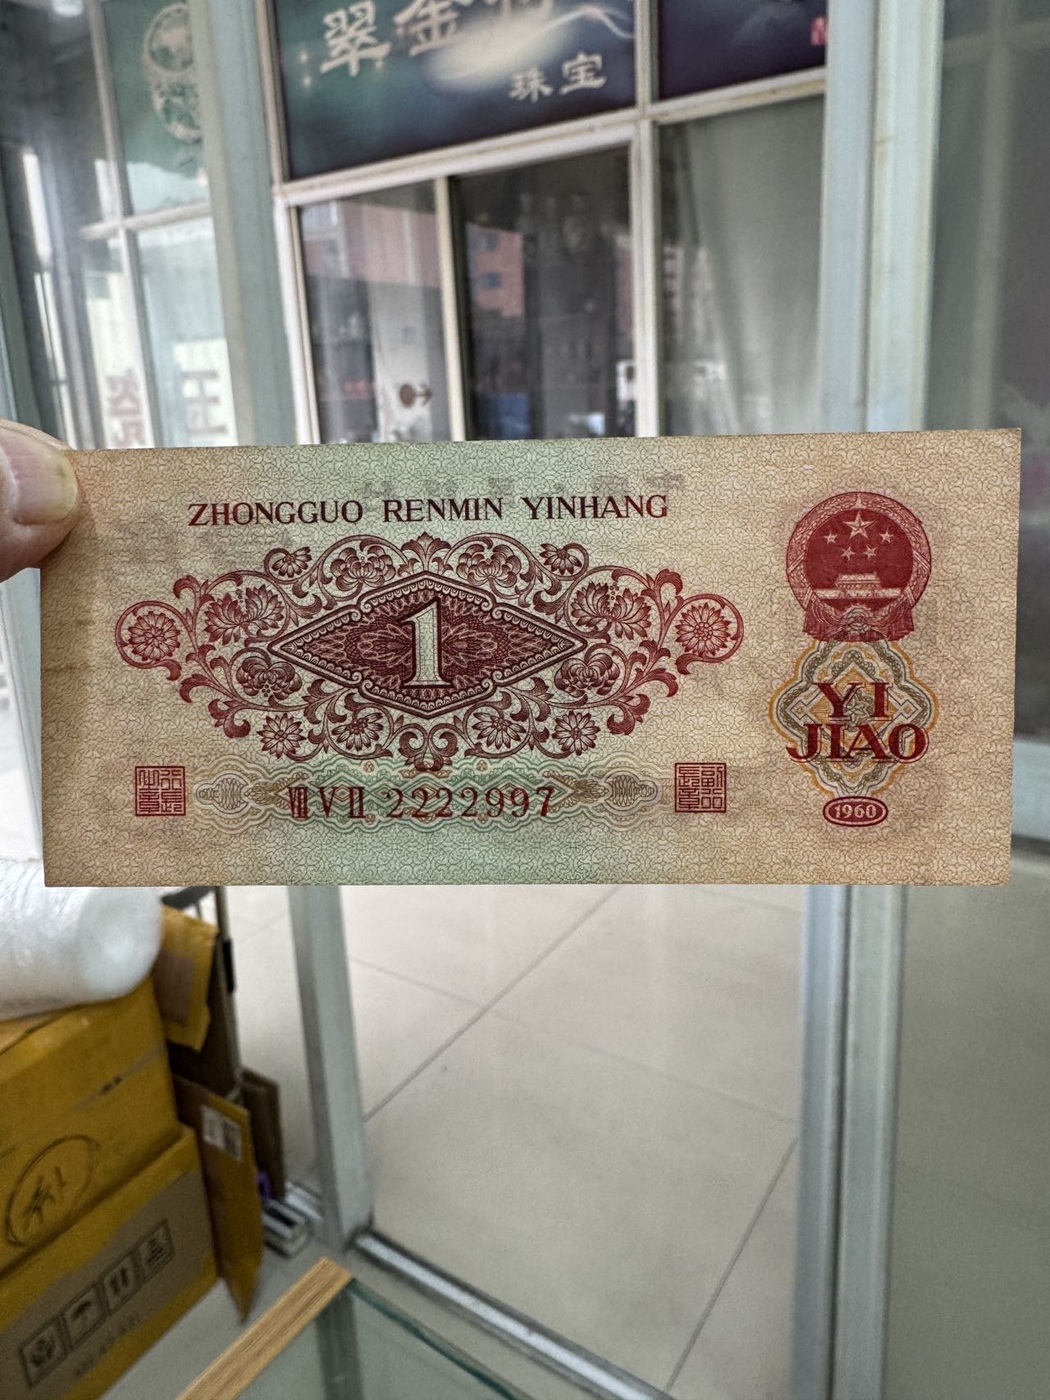 翠金
珠宝
ZHONGGUO RENMIN YINHANG
1
YI
JIAO
Ⅷ Ⅴ Ⅱ 2222997
1960